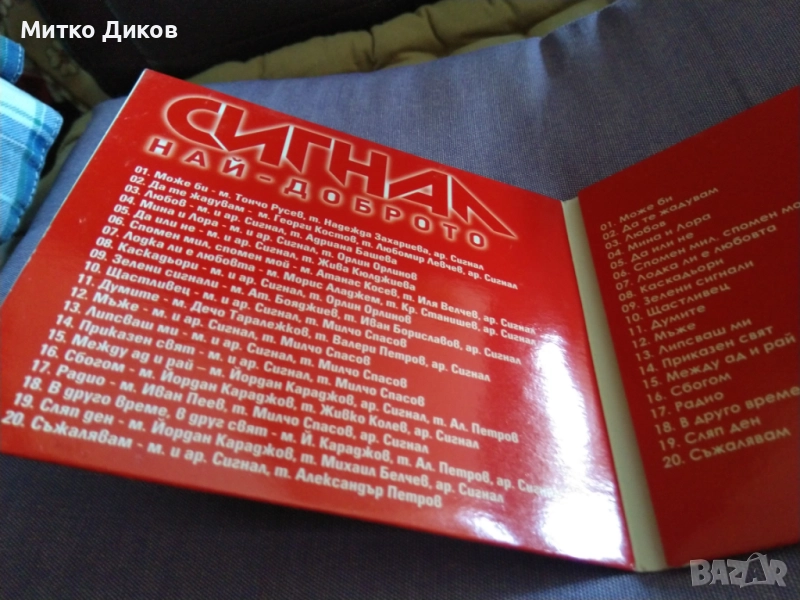 Митко Диков
СИГНАЛ
НАЙ-ДОБРОТО
01. Може би - м. Тончо Русев, т. Надежда Захариева, ар. Сигнал
02. Да те жадувам - м. Георги Костов, т. Любомир Левчев, ар. Сигнал
03. Любов - м. и ар. Сигнал, т. Адриана Башева
04. Мина и Лора - м. и ар. Сигнал, т. Орлин Орлинов
05. Да или не - м. и ар. Сигнал, т. Жива Кюлджиева
06. Спомен мил, спомен мой - м. Атанас Косев, т. Иля Велчев, ар. Сигнал
07. Лодка ли е любовта - м. Морис Аладжем, т. Кр. Станишев, ар. Сигнал
08. Каскадьори - м. и ар. Сигнал, т. Орлин Орлинов
09. Зелени сигнали - м. Ат. Бояджиев, т. Иван Бориславов, ар. Сигнал
10. Щастливец - м. и ар. Сигнал, т. Милчо Спасов
11. Думите - м. Дечо Таралежков, т. Валери Петров, ар. Сигнал
12. Мъже - м. и ар. Сигнал, т. Милчо Спасов
13. Липсваш ми - м. и ар. Сигнал, т. Милчо Спасов
14. Приказен свят - м. и ар. Сигнал, т. Милчо Спасов
15. Между ад и рай - м. Йордан Караджов, ар. Сигнал, т. Ал. Петров
16. Сбогом - м. Йордан Караджов, т. Живко Колев, ар. Сигнал
17. Радио - м. Иван Пеев, т. Милчо Спасов, ар. Сигнал
18. В друго време, в друг свят - м. Й. Караджов, т. Ал. Петров, ар. Сигнал
19. Сляп ден - м. Йордан Караджов, т. Михаил Белчев, ар. Сигнал
20. Съжалявам - м. и ар. Сигнал, т. Александър Петров
01. Може би
02. Да те жадувам
03. Любов
04. Мина и Лора
05. Да или не
06. Спомен мил, спомен мо
07. Лодка ли е любовта
08. Каскадьори
09. Зелени сигнали
10. Щастливец
11. Думите
12. Мъже
13. Липсваш ми
14. Приказен свят
15. Между ад и рай
16. Сбогом
17. Радио
18. В друго време
19. Сляп ден
20. Съжалявам
BAZAR